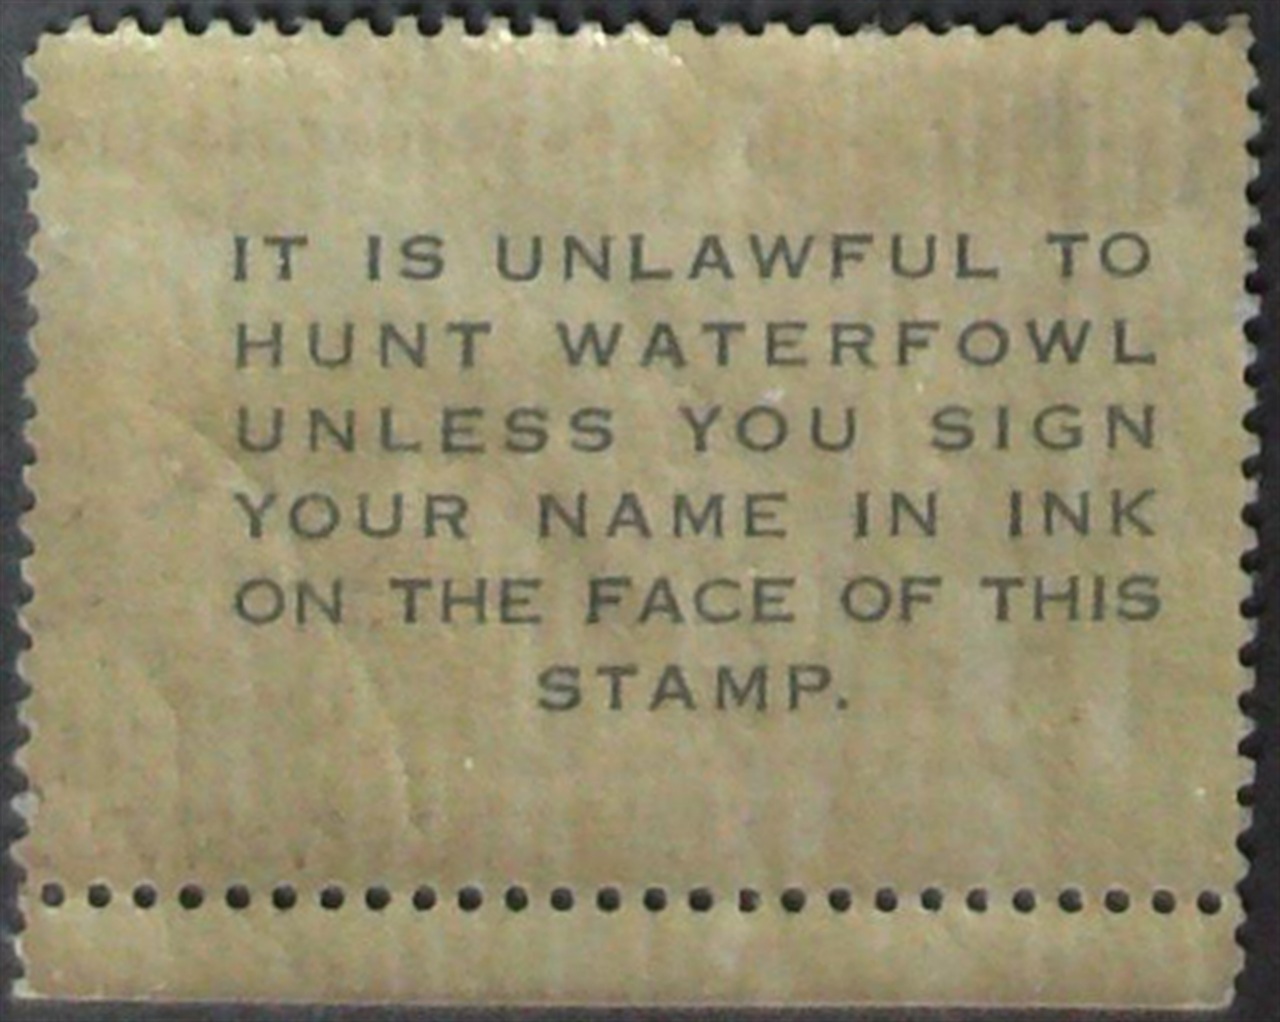 IT IS UNLAWFUL TO
HUNT WATERFOWL
UNLESS YOU SIGN
YOUR NAME IN INK
ON THE FACE OF THIS
STAMP.